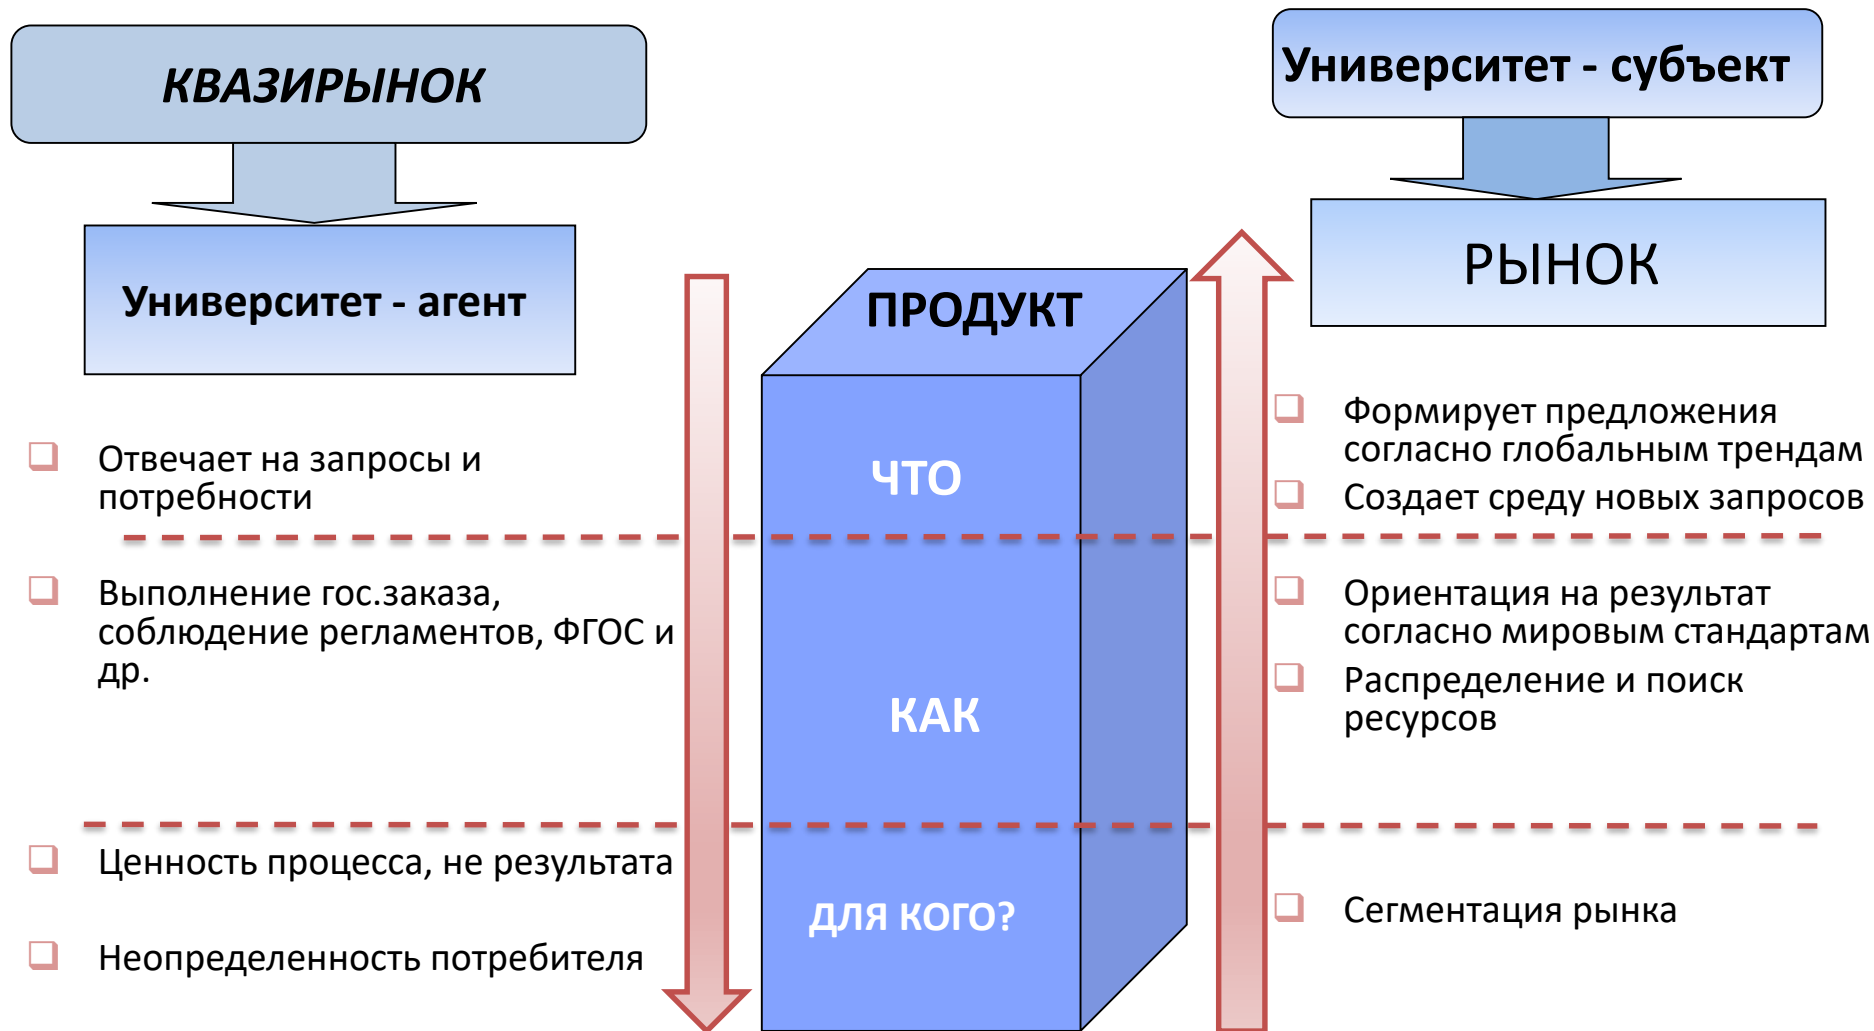 КВАЗИРЫНОК
Университет - агент
Отвечает на запросы и
потребности
Выполнение гос.заказа,
соблюдение регламентов, ФГОС и
др.
Ценность процесса, не результата
Неопределенность потребителя
ПРОДУКТ
ЧТО
КАК
ДЛЯ КОГО?
Университет - субъект
РЫНОК
Формирует предложения
согласно глобальным трендам
Создает среду новых запросов
Ориентация на результат
согласно мировым стандартам
Распределение и поиск
ресурсов
Сегментация рынка